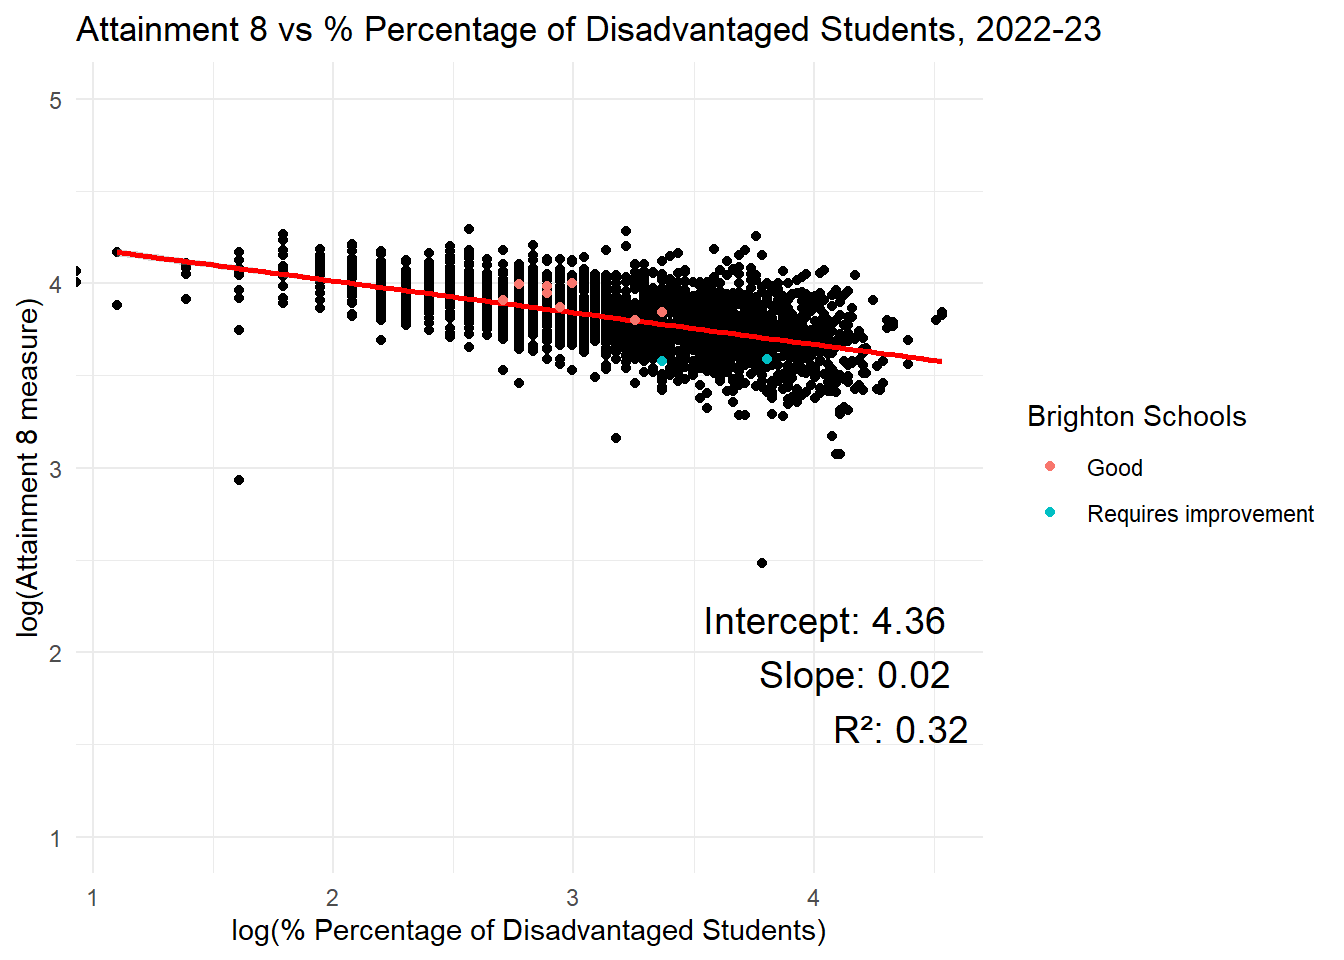 Attainment 8 vs % Percentage of Disadvantaged Students, 2022-23
5
4
3
2
1
log(Attainment 8 measure)
Intercept: 4.36
Slope: 0.02
R²: 0.32
1 2 3 4
log(% Percentage of Disadvantaged Students)
Brighton Schools
Good
Requires improvement